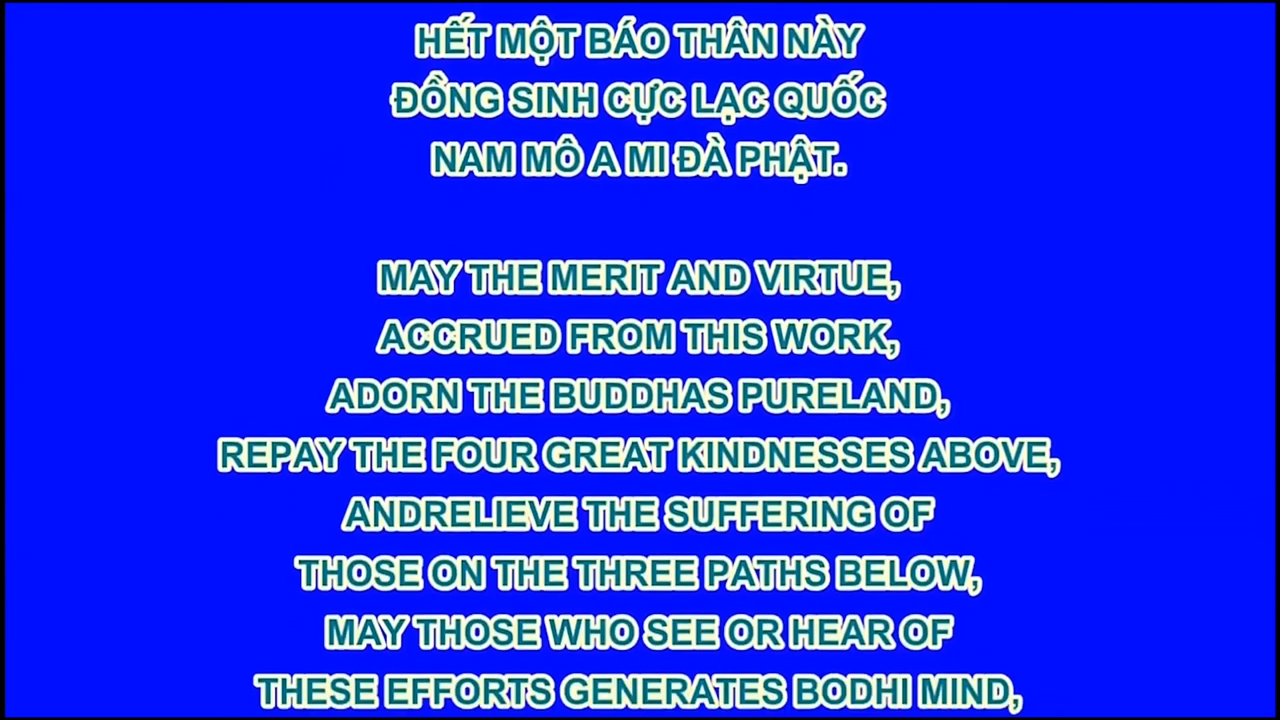 HẾT MỘT BÁO THÂN NÀY
ĐỒNG SINH CỰC LẠC QUỐC
NAM MÔ A MI ĐÀ PHẬT.
MAY THE MERIT AND VIRTUE,
ACCRUED FROM THIS WORK,
ADORN THE BUDDHAS PURELAND,
REPAY THE FOUR GREAT KINDNESSES ABOVE,
ANDRELIEVE THE SUFFERING OF
THOSE ON THE THREE PATHS BELOW,
MAY THOSE WHO SEE OR HEAR OF
THESE EFFORTS GENERATES BODHI MIND,